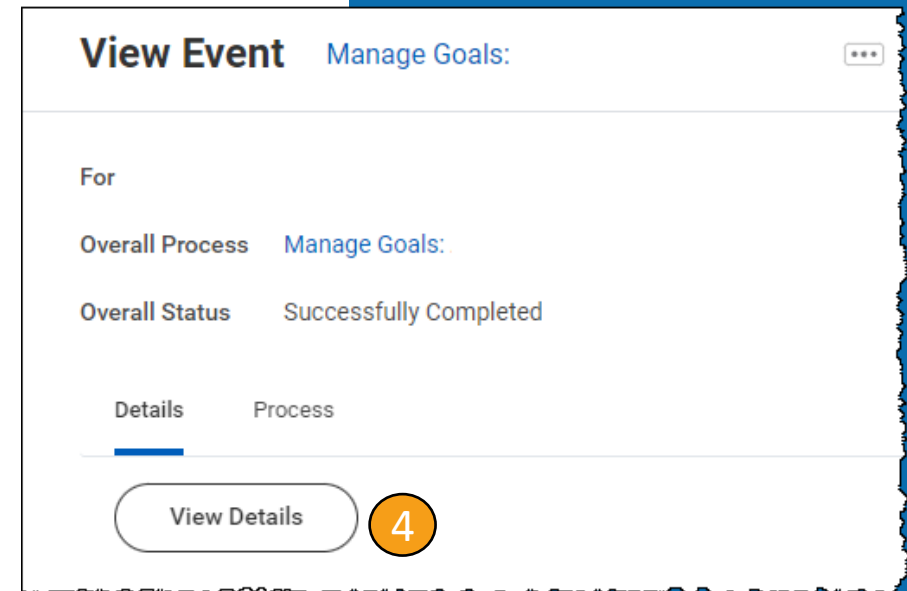 View Event Manage Goals:
For
Overall Process Manage Goals:
Overall Status Successfully Completed
Details Process
View Details 4